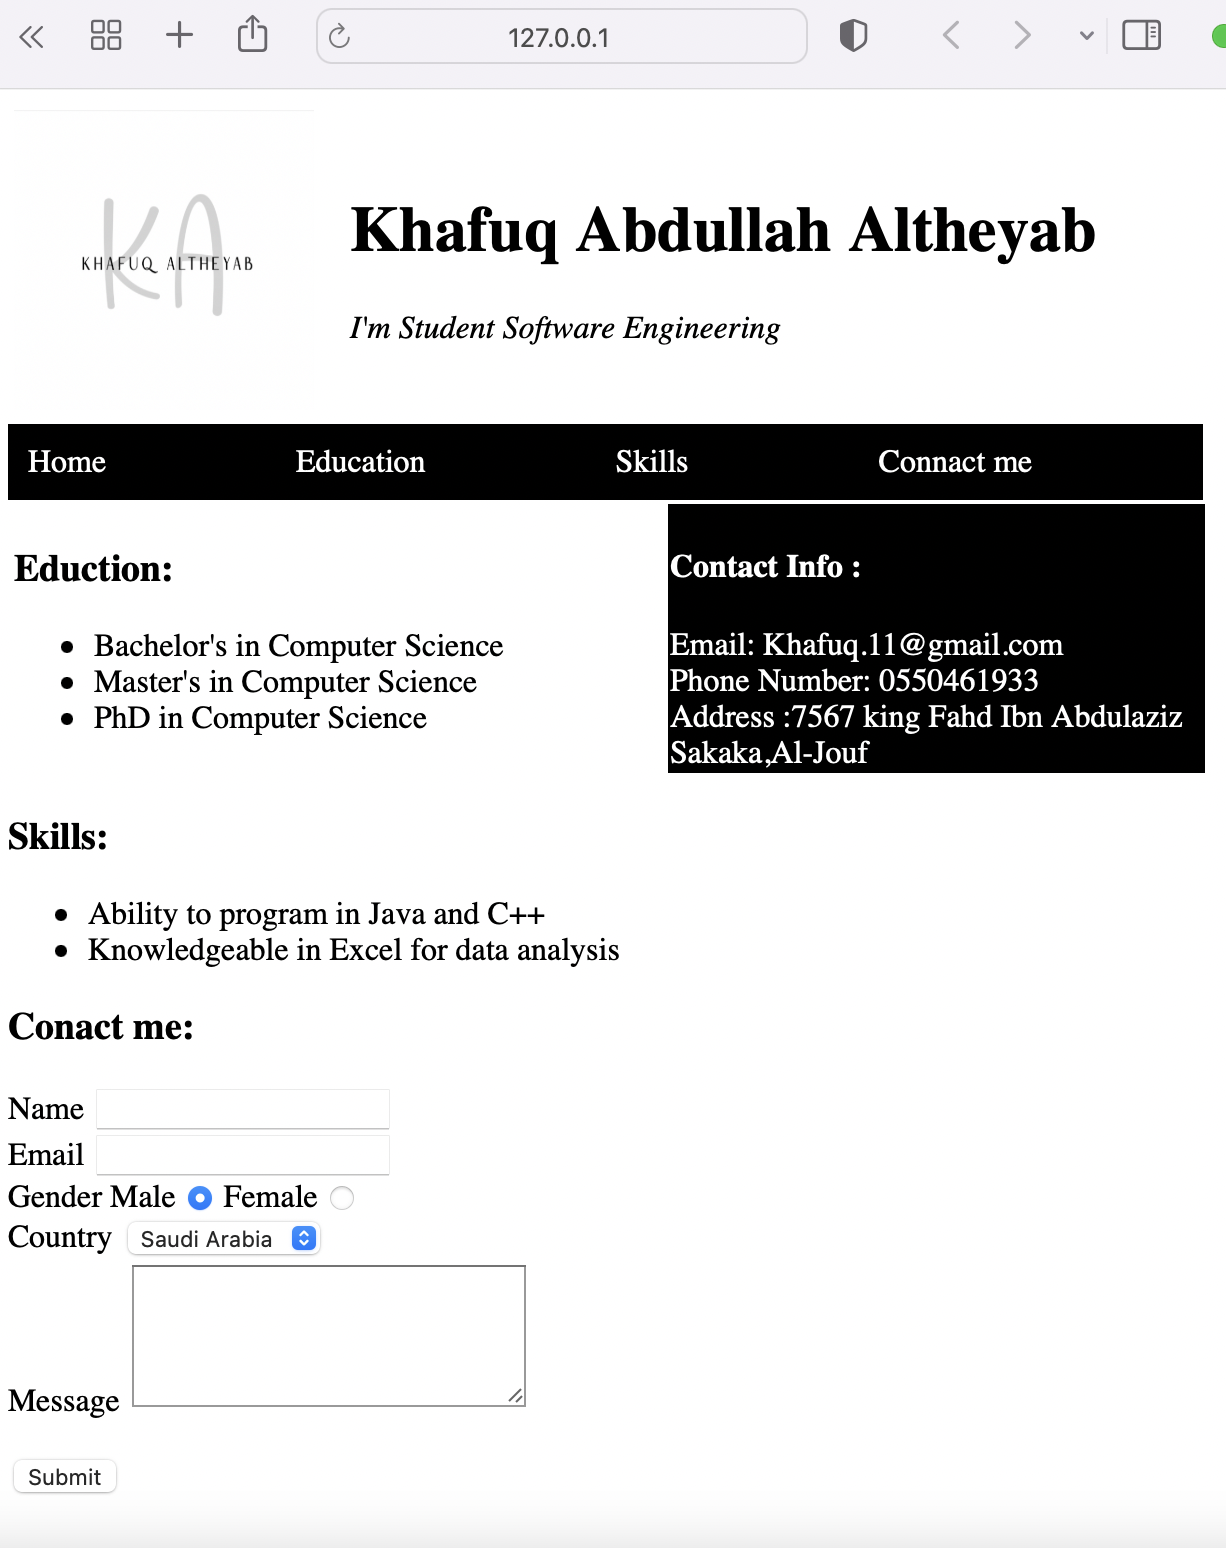 127.0.0.1
KA
KHAFUQ ALTHEYAB
Khafuq Abdullah Altheyab
I'm Student Software Engineering
Home Education Skills Connact me
Eduction:
• Bachelor's in Computer Science
• Master's in Computer Science
• PhD in Computer Science
Contact Info :
Email: Khafuq.11@gmail.com
Phone Number: 0550461933
Address :7567 king Fahd Ibn Abdulaziz
Sakaka,Al-Jouf
Skills:
• Ability to program in Java and C++
• Knowledgeable in Excel for data analysis
Conact me:
Name
Email
Gender Male Female
Country Saudi Arabia
Message
Submit